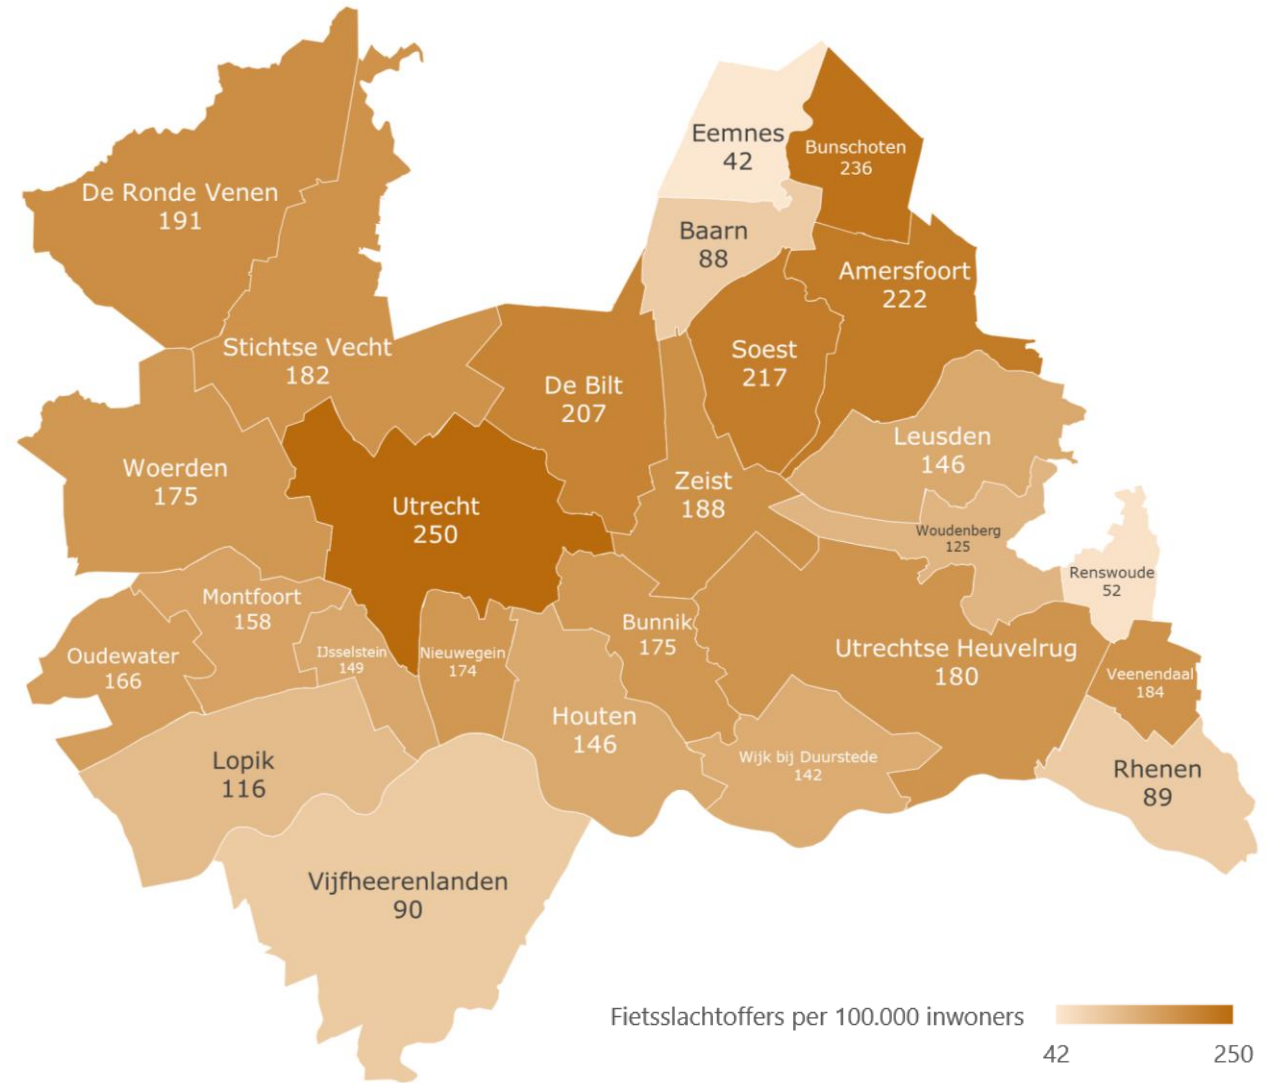 Eemnes
42
Bunschoten
236
De Ronde Venen
191
Baarn
88
Amersfoort
222
Stichtse Vecht
182
Soest
217
De Bilt
207
Leusden
146
Woerden
175
Zeist
188
Utrecht
250
Woudenberg
125
Renswoude
52
Montfoort
158
Bunnik
175
Oudewater
166
IJsselstein
149
Nieuwegein
174
Utrechtse Heuvelrug
180
Veenendaal
184
Houten
146
Lopik
116
Wijk bij Duurstede
142
Rhenen
89
Vijfheerenlanden
90
Fietsslachtoffers per 100.000 inwoners
42 250